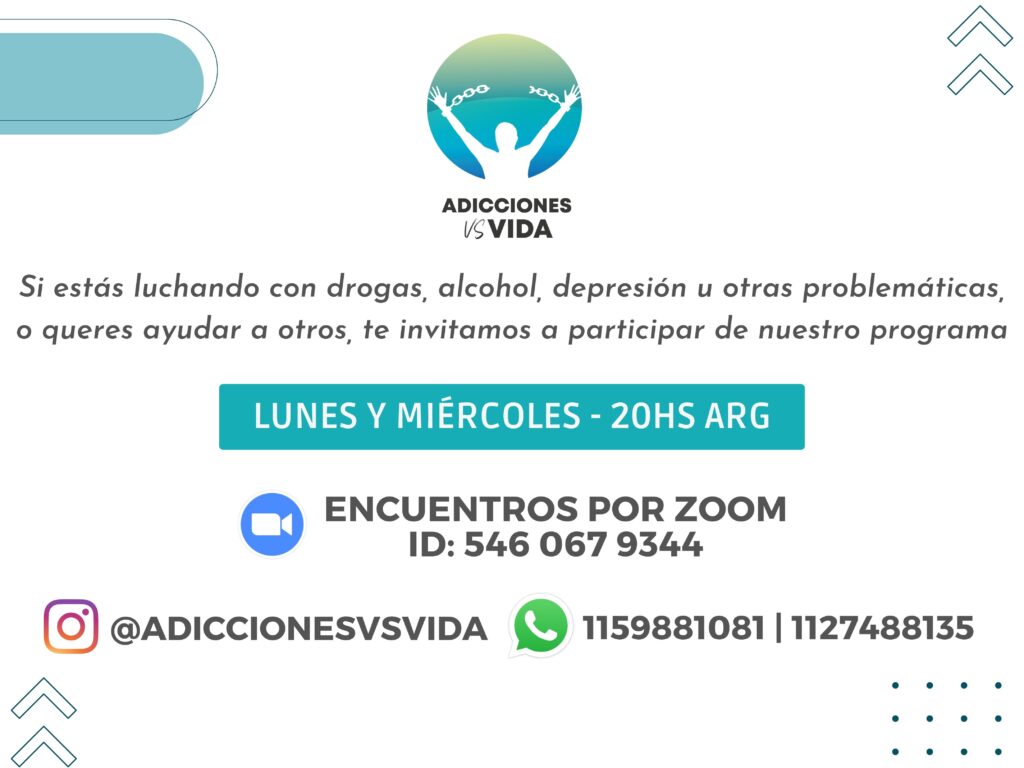 ADICCIONES
VS VIDA
Si estás luchando con drogas, alcohol, depresión u otras problemáticas,
o queres ayudar a otros, te invitamos a participar de nuestro programa
LUNES Y MIÉRCOLES - 20HS ARG
ENCUENTROS POR ZOOM
ID: 546 067 9344
@ADICCIONESVSVIDA 1159881081 | 1127488135